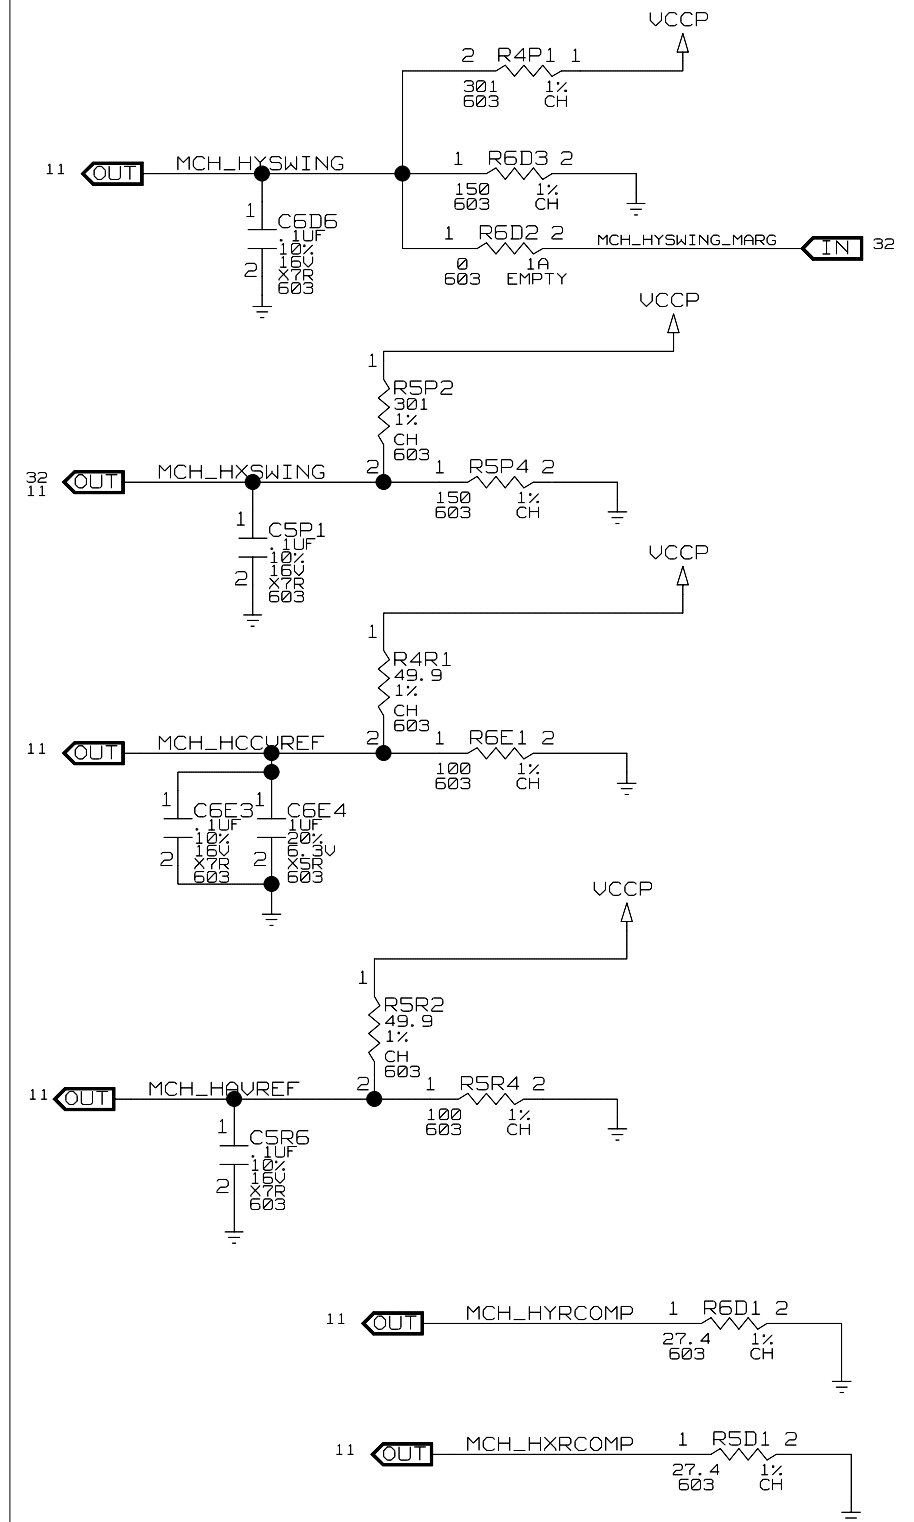 VCCP
2 R4P1 1
301 1%
603 CH
11 OUT MCH_HYSWING
1 R6D3 2
150 1%
603 CH
1 C6D6
.1UF
10%
16V
2 X7R
603
1 R6D2 2 MCH_HYSWING_MARG IN 32
0 1A
603 EMPTY
VCCP
1
R5P2
301
1%
CH
603
2
32
11 OUT MCH_HXSWING
1 R5P4 2
150 1%
603 CH
1 C5P1
.1UF
10%
16V
2 X7R
603
VCCP
1
R4R1
49.9
1%
CH
603
2
11 OUT MCH_HCCVREF
1 R6E1 2
100 1%
603 CH
1 C6E3
.1UF
10%
16V
2 X7R
603
1 C6E4
1UF
20%
6.3V
2 X5R
603
VCCP
1
R5R2
49.9
1%
CH
603
2
11 OUT MCH_HAVREF
1 R5R4 2
100 1%
603 CH
1 C5R6
.1UF
10%
16V
2 X7R
603
11 OUT MCH_HYRCOMP 1 R6D1 2
27.4 1%
603 CH
11 OUT MCH_HXRCOMP 1 R5D1 2
27.4 1%
603 CH